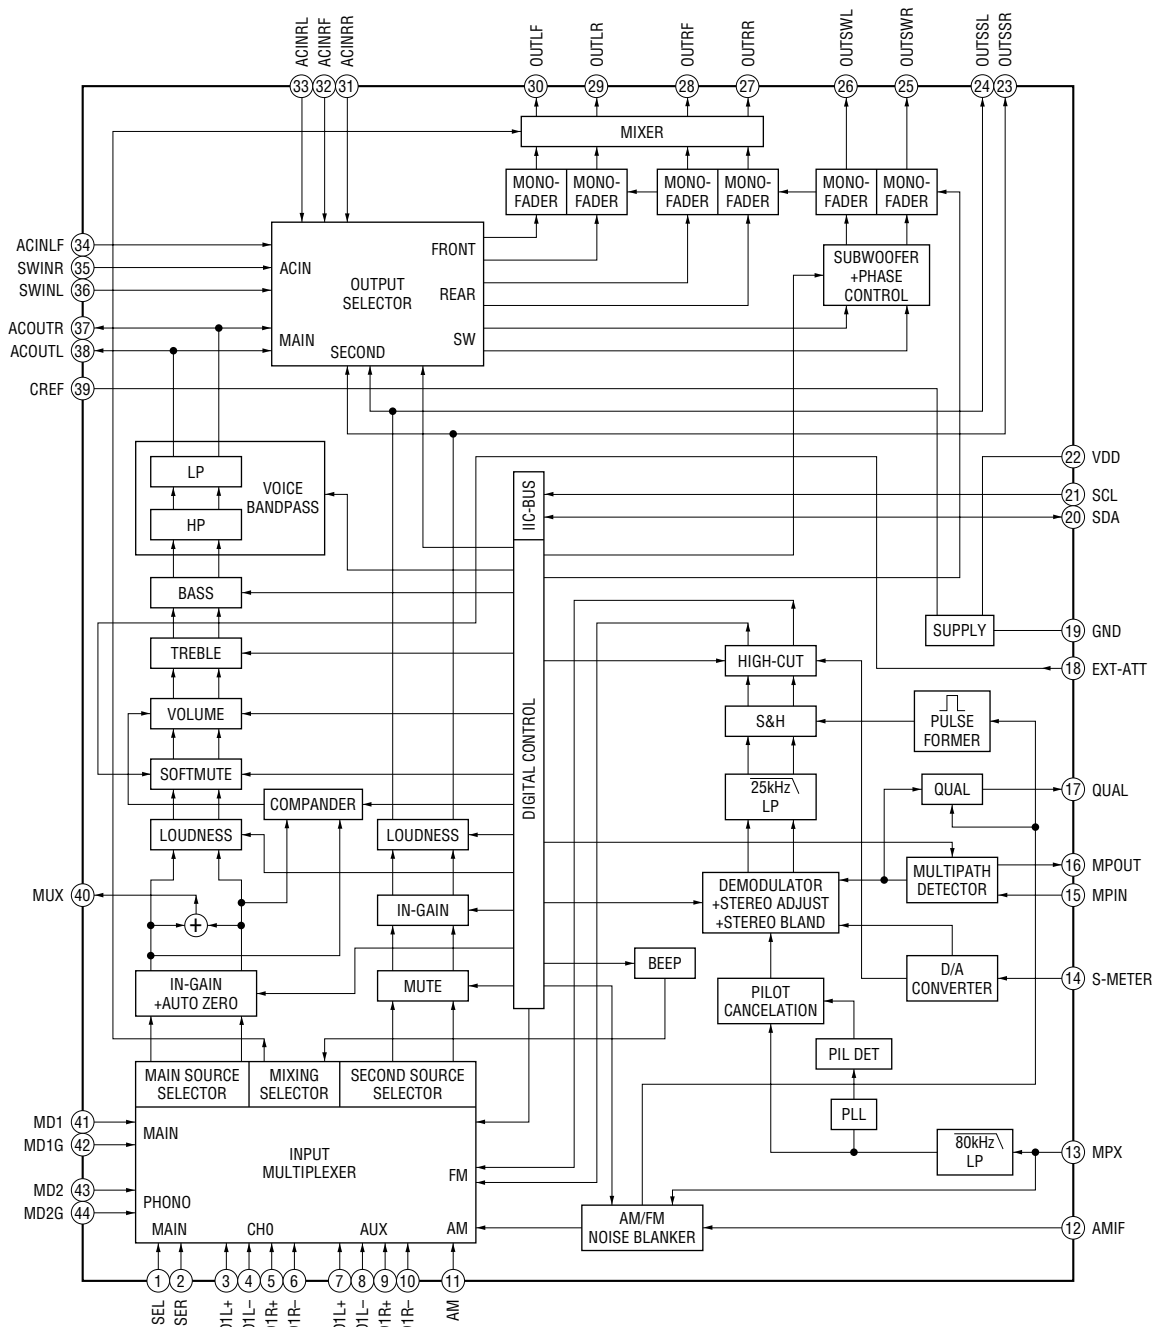 ACINRL
ACINRF
ACINRR
OUTLF
OUTLR
OUTRF
OUTRR
OUTSWL
OUTSWR
OUTSSL
OUTSSR
33 32 31 30 29 28 27 26 25 24 23
MIXER
MONO-
FADER
MONO-
FADER
MONO-
FADER
MONO-
FADER
MONO-
FADER
MONO-
FADER
ACINLF 34
SWINR 35
SWINL 36
ACOUTR 37
ACOUTL 38
CREF 39
ACIN
FRONT
OUTPUT
SELECTOR
REAR
MAIN
SW
SECOND
SUBWOOFER
+PHASE
CONTROL
LP
HP
VOICE
BANDPASS
IIC-BUS
DIGITAL CONTROL
22 VDD
21 SCL
20 SDA
BASS
TREBLE
VOLUME
SOFTMUTE
COMPANDER
LOUDNESS
LOUDNESS
SUPPLY
19 GND
18 EXT-ATT
HIGH-CUT
S&H
PULSE
FORMER
25kHz
LP
QUAL
17 QUAL
MULTIPATH
DETECTOR
16 MPOUT
15 MPIN
DEMODULATOR
+STEREO ADJUST
+STEREO BLAND
MUX 40
+
IN-GAIN
BEEP
D/A
CONVERTER
14 S-METER
IN-GAIN
+AUTO ZERO
MUTE
PILOT
CANCELATION
PIL DET
PLL
80kHz
LP
13 MPX
MAIN SOURCE
SELECTOR
MIXING
SELECTOR
SECOND SOURCE
SELECTOR
MD1 41
MD1G 42
MD2 43
MD2G 44
MAIN
INPUT
MULTIPLEXER
FM
PHONO
MAIN
CH0
AUX
AM
AM/FM
NOISE BLANKER
12 AMIF
1 2 3 4 5 6 7 8 9 10 11
SEL
SER
AM